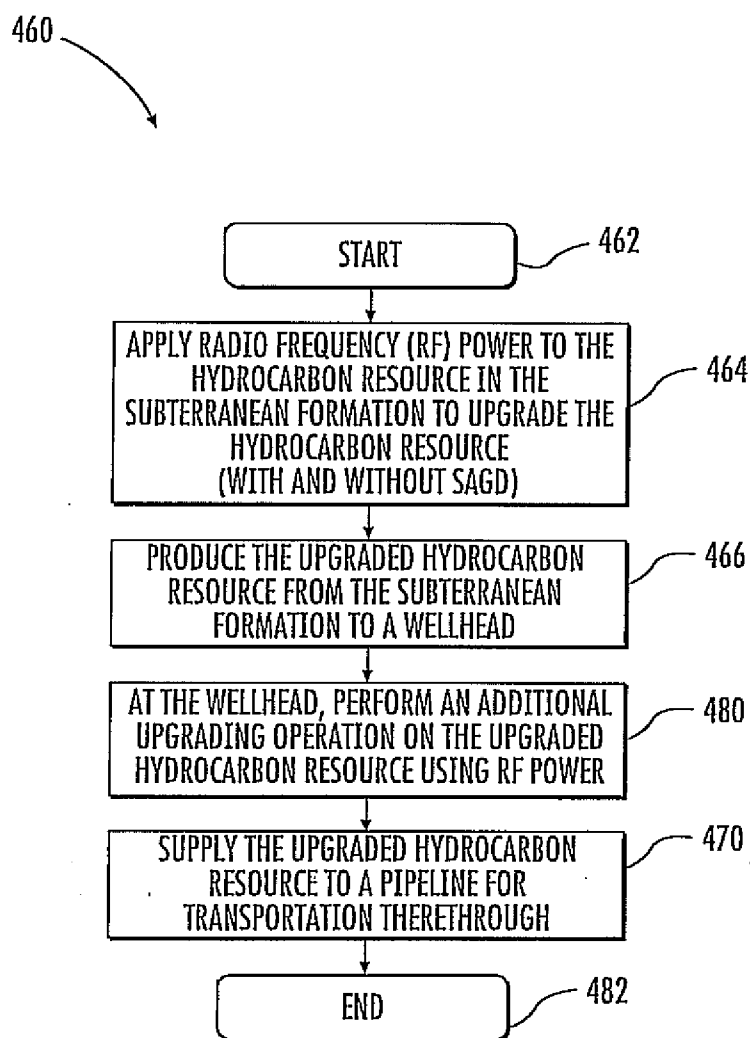 460
START
462
APPLY RADIO FREQUENCY (RF) POWER TO THE
HYDROCARBON RESOURCE IN THE
SUBTERRANEAN FORMATION TO UPGRADE THE
HYDROCARBON RESOURCE
(WITH AND WITHOUT SAGD)
464
PRODUCE THE UPGRADED HYDROCARBON
RESOURCE FROM THE SUBTERRANEAN
FORMATION TO A WELLHEAD
466
AT THE WELLHEAD, PERFORM AN ADDITIONAL
UPGRADING OPERATION ON THE UPGRADED
HYDROCARBON RESOURCE USING RF POWER
480
SUPPLY THE UPGRADED HYDROCARBON
RESOURCE TO A PIPELINE FOR
TRANSPORTATION THERETHROUGH
470
END
482